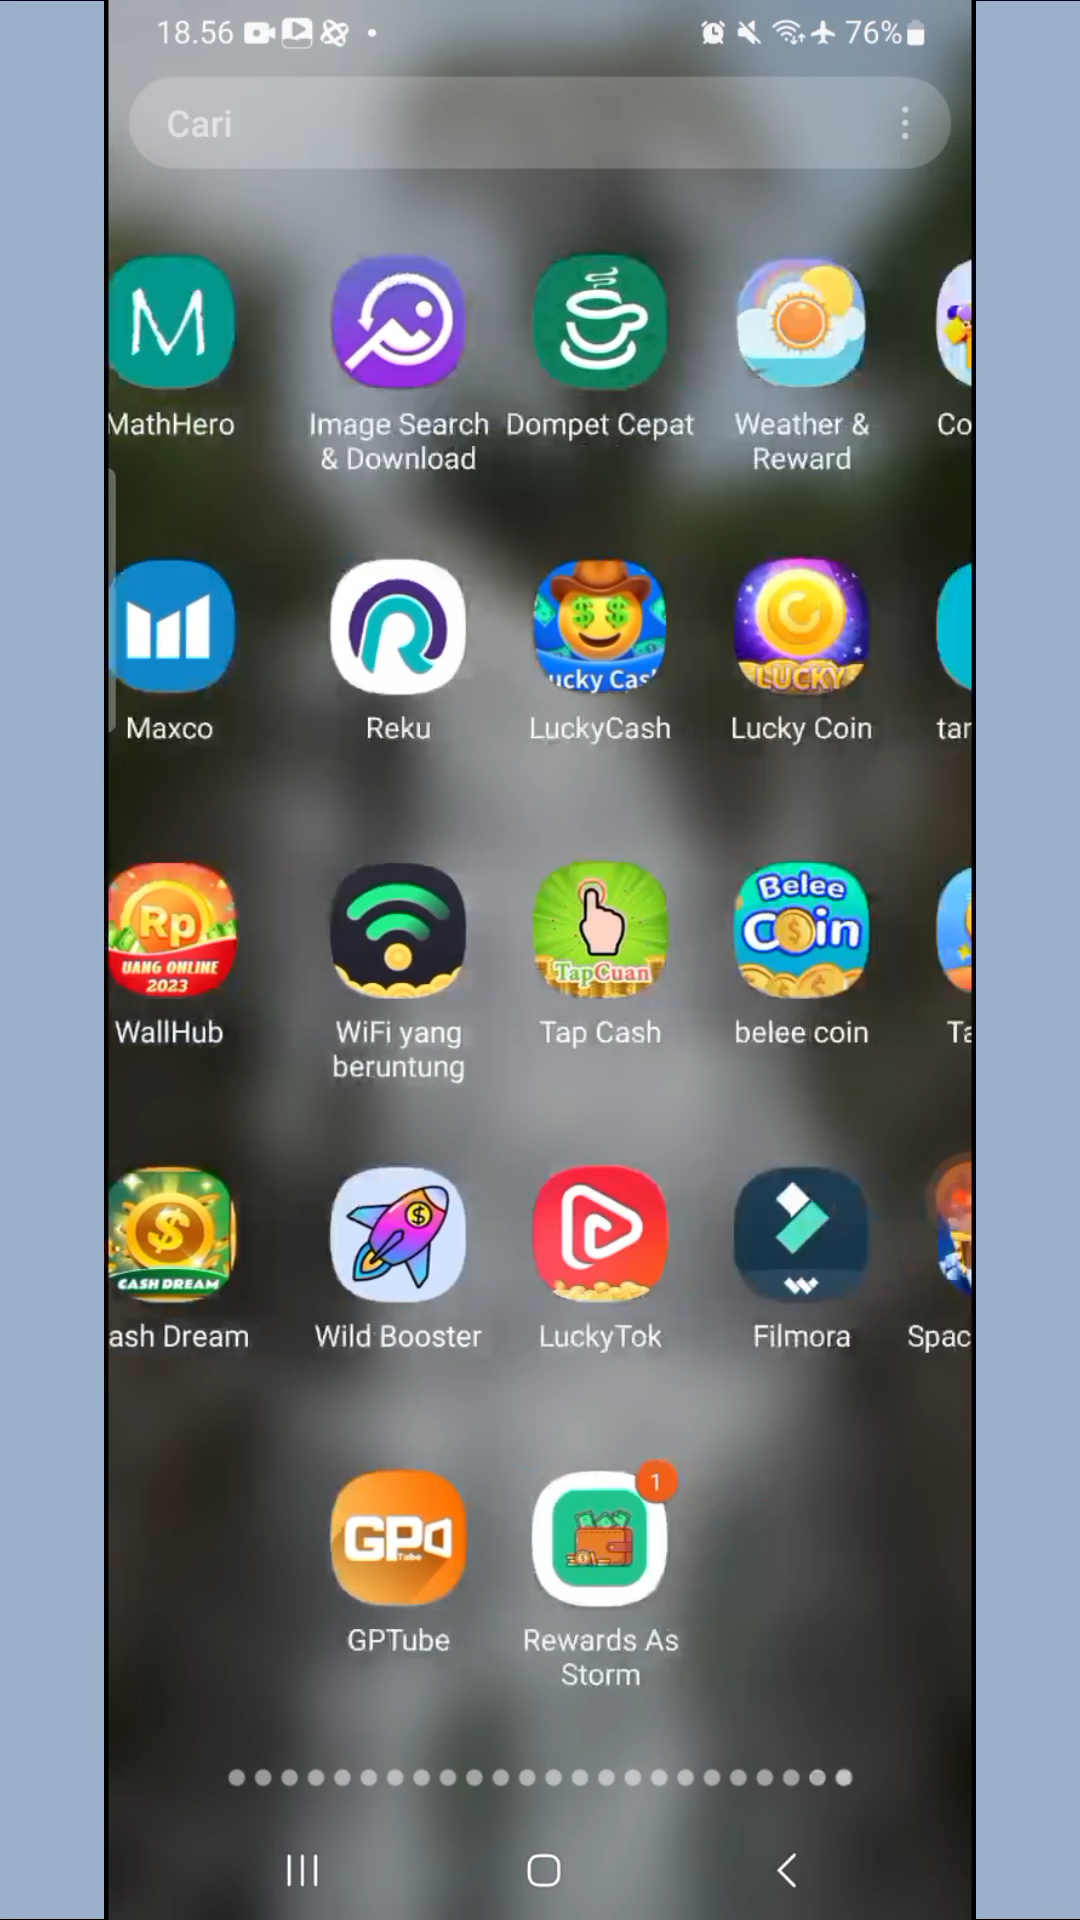 18.56
76%
Cari
MathHero
Image Search
& Download
Dompet Cepat
Weather &
Reward
Co
Maxco
Reku
ucky Cas
LuckyCash
LUCKY
Lucky Coin
tar
Rp
UANG ONLINE
2023
WallHub
WiFi yang
beruntung
TapCuan
Tap Cash
Belee
Coin
belee coin
Ta
CASH DREAM
ash Dream
Wild Booster
LuckyTok
Filmora
Spac
GP
Tube
GPTube
1
Rewards As
Storm